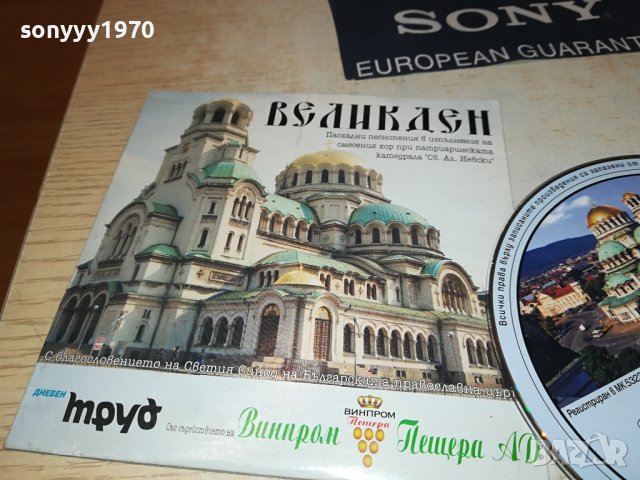 sonyyy1970
SONY
EUROPEAN GUARANT
ВЕЛИКДЕН
Пасхални песнопения в изпълнение на
смесения хор при патриаршеската
катедрала "Св. Ал. Невски"
Всички права върху записаните произведения са запазени от
Регистриран в МК
С благословението на Светия Синод на Българската православна църк
ДНЕВЕН
Труд
Със съдействието на
Винпром
ВИНПРОМ
Пещера
Пещера АД
bazar.bg